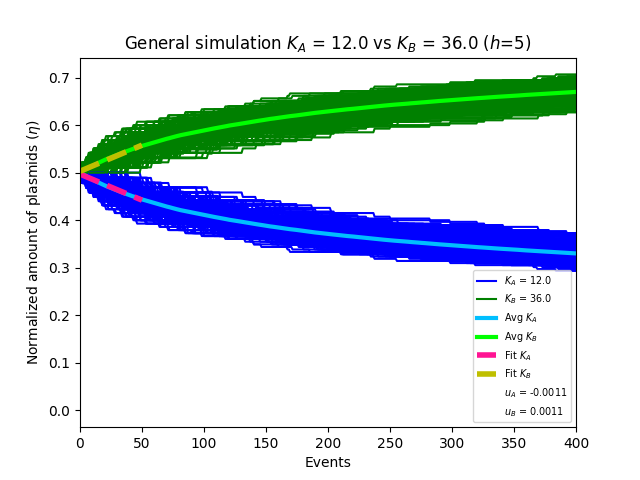 General simulation K_A = 12.0 vs K_B = 36.0 (h=5)
Normalized amount of plasmids (η)
0.7
0.6
0.5
0.4
0.3
0.2
0.1
0.0
K_A = 12.0
K_B = 36.0
Avg K_A
Avg K_B
Fit K_A
Fit K_B
u_A = -0.0011
u_B = 0.0011
0 50 100 150 200 250 300 350 400
Events